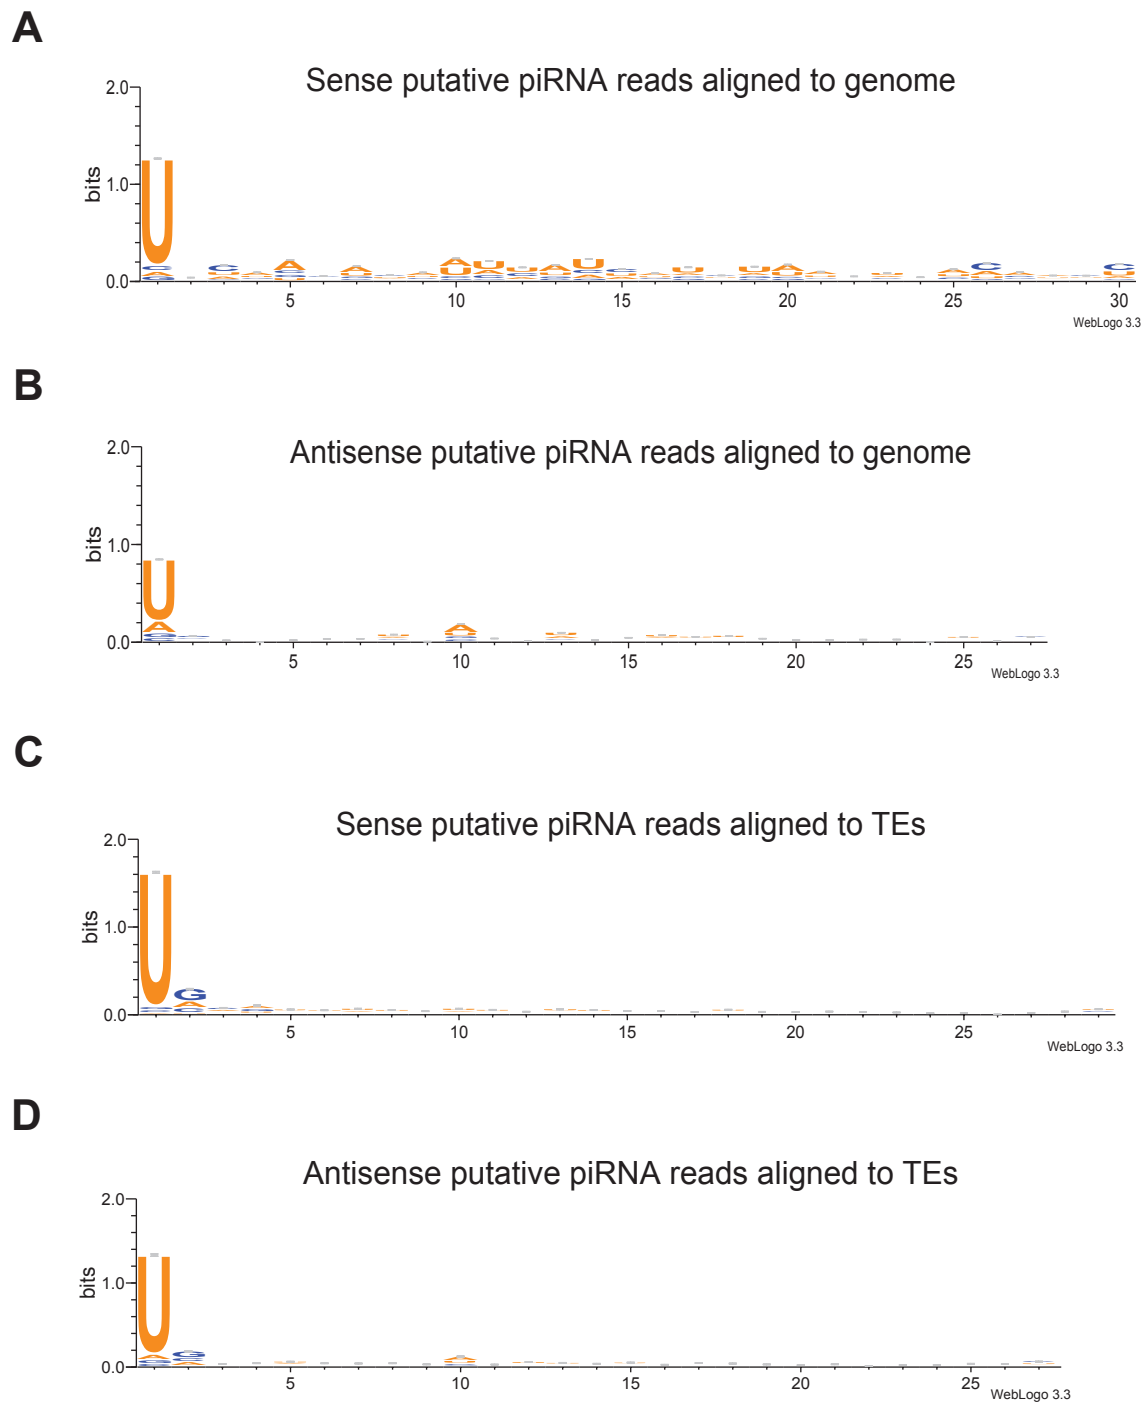 A
Sense putative piRNA reads aligned to genome
2.0
1.0
0.0
bits
U
5 10 15 20 25 30
WebLogo 3.3
B
Antisense putative piRNA reads aligned to genome
2.0
1.0
0.0
bits
U
A
A
5 10 15 20 25
WebLogo 3.3
C
Sense putative piRNA reads aligned to TEs
2.0
1.0
0.0
bits
U
G
A
5 10 15 20 25
WebLogo 3.3
D
Antisense putative piRNA reads aligned to TEs
2.0
1.0
0.0
bits
U
G
5 10 15 20 25
WebLogo 3.3